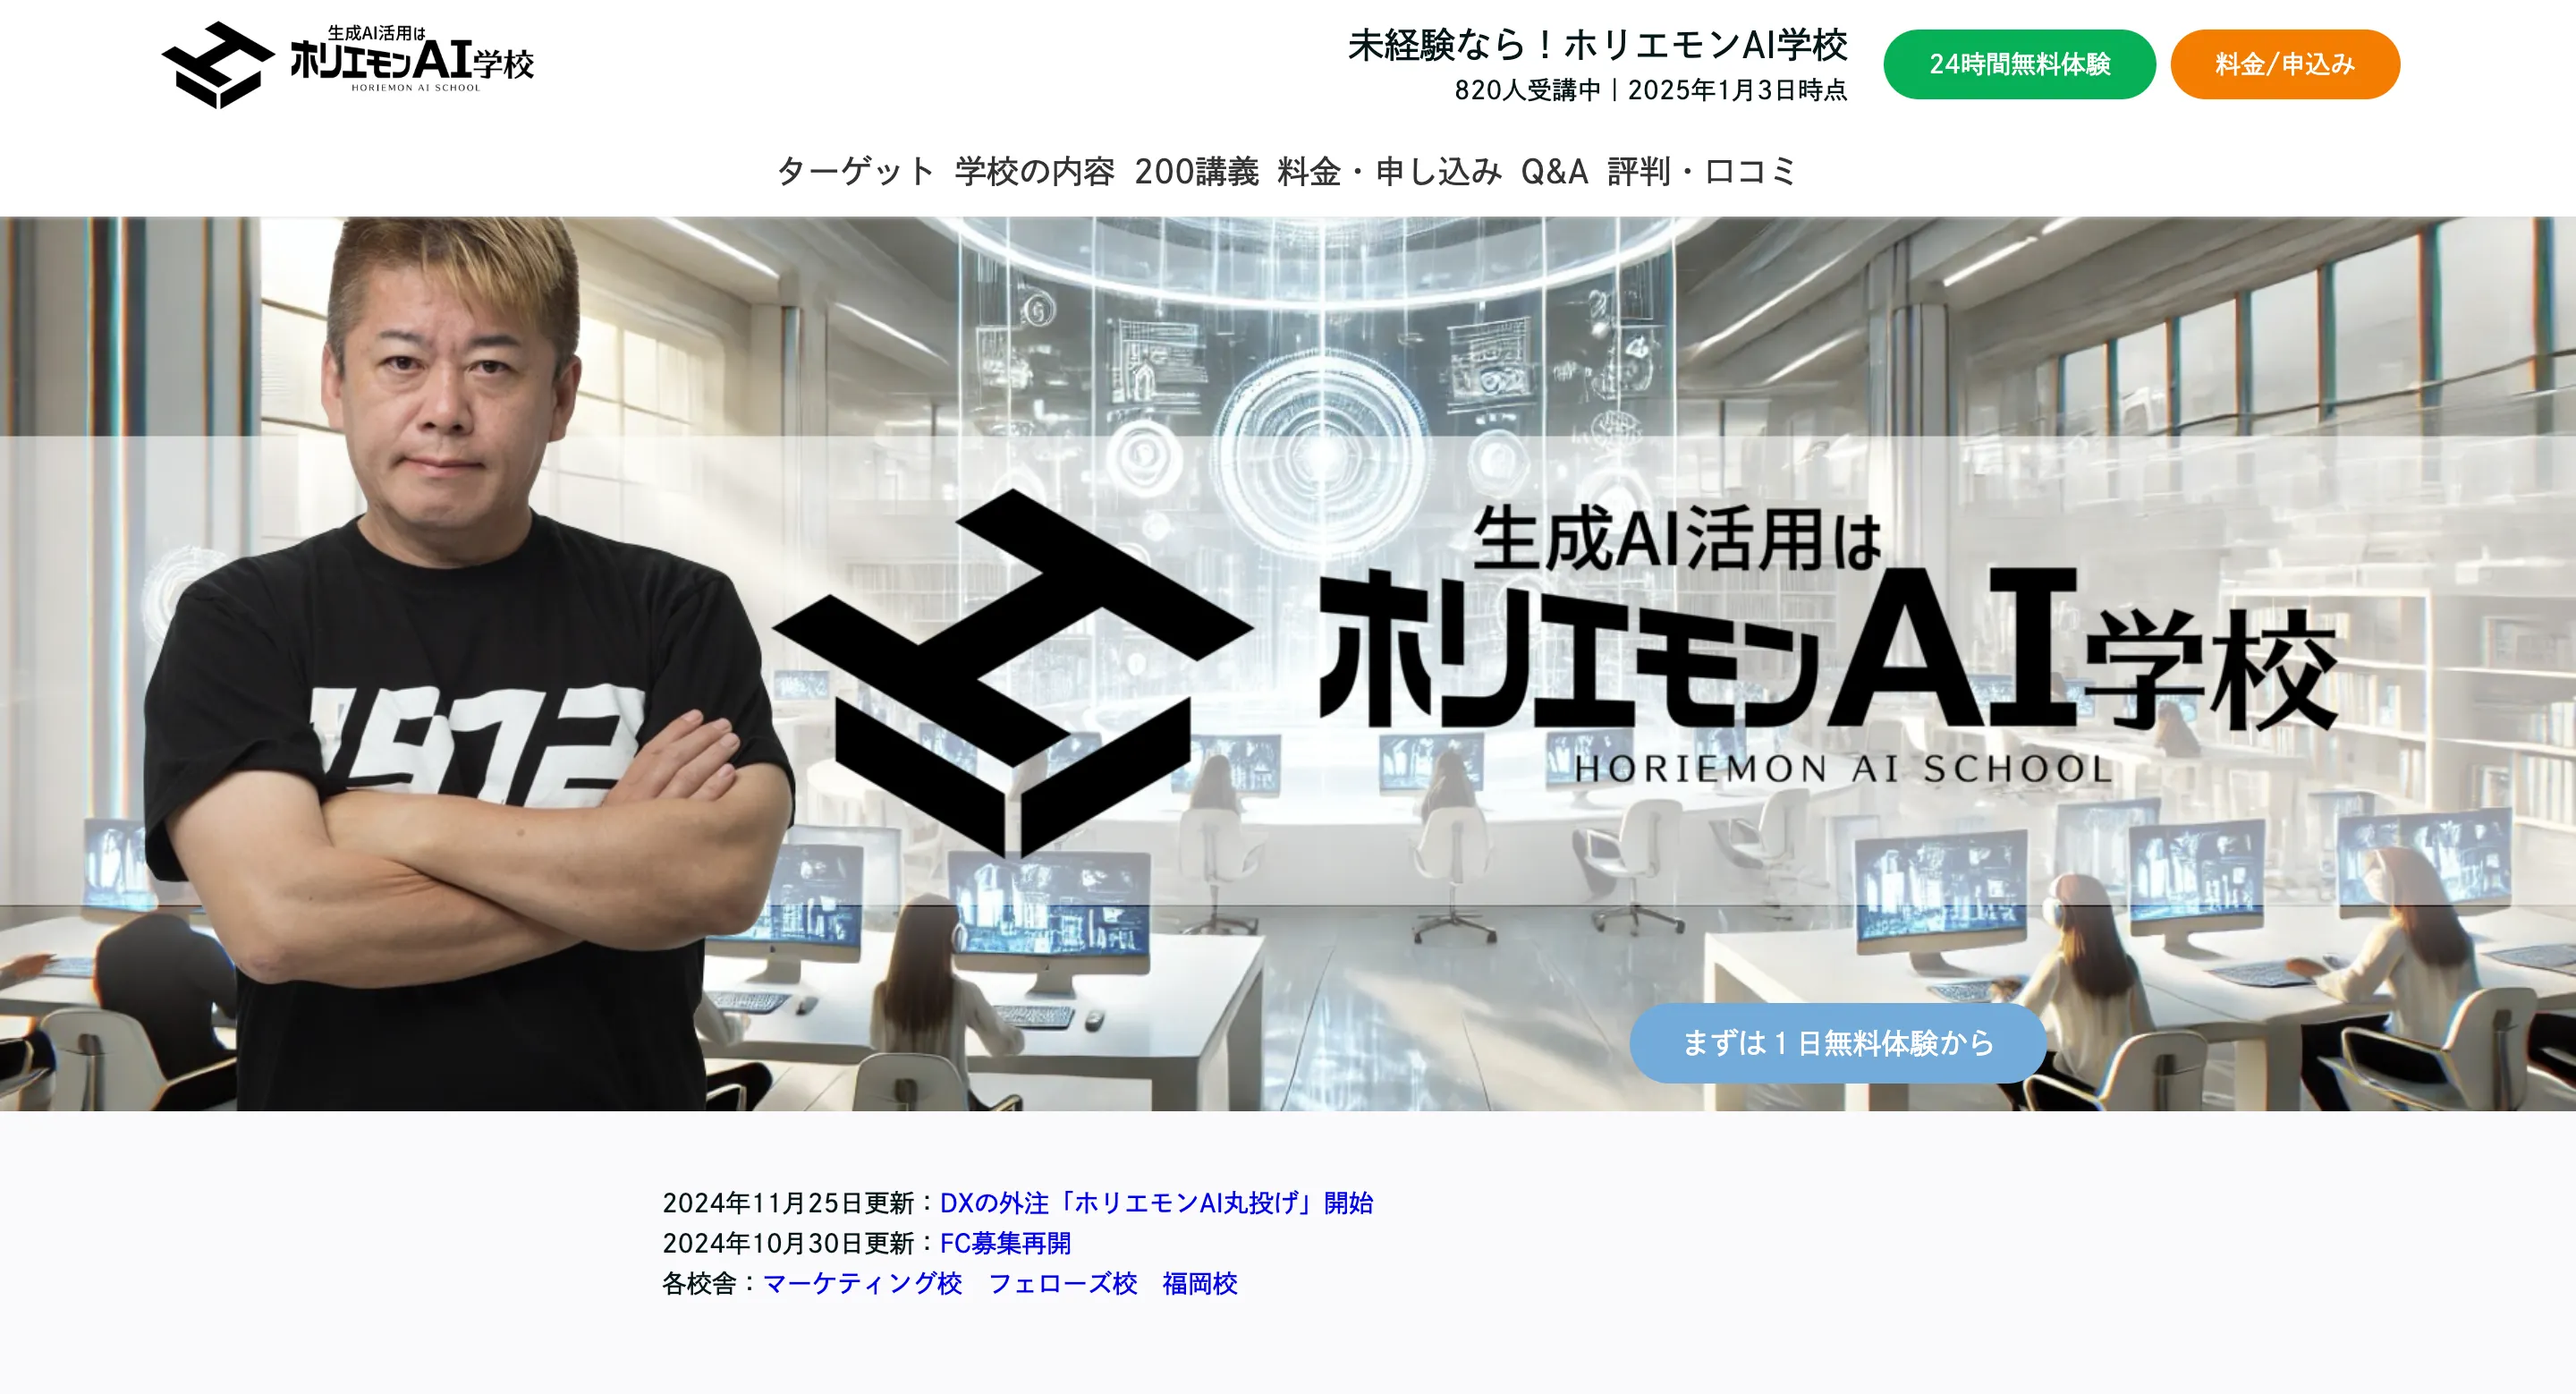 生成AI活用は
ホリエモンAI学校
HORIEMON AI SCHOOL
未経験なら！ホリエモンAI学校
820人受講中｜2025年1月3日時点
24時間無料体験
料金/申込み
ターゲット 学校の内容 200講義 料金・申し込み Q&A 評判・口コミ
1972
生成AI活用は
ホリエモンAI学校
HORIEMON AI SCHOOL
まずは１日無料体験から
2024年11月25日更新：DXの外注「ホリエモンAI丸投げ」開始
2024年10月30日更新：FC募集再開
各校舎：マーケティング校　フェローズ校　福岡校